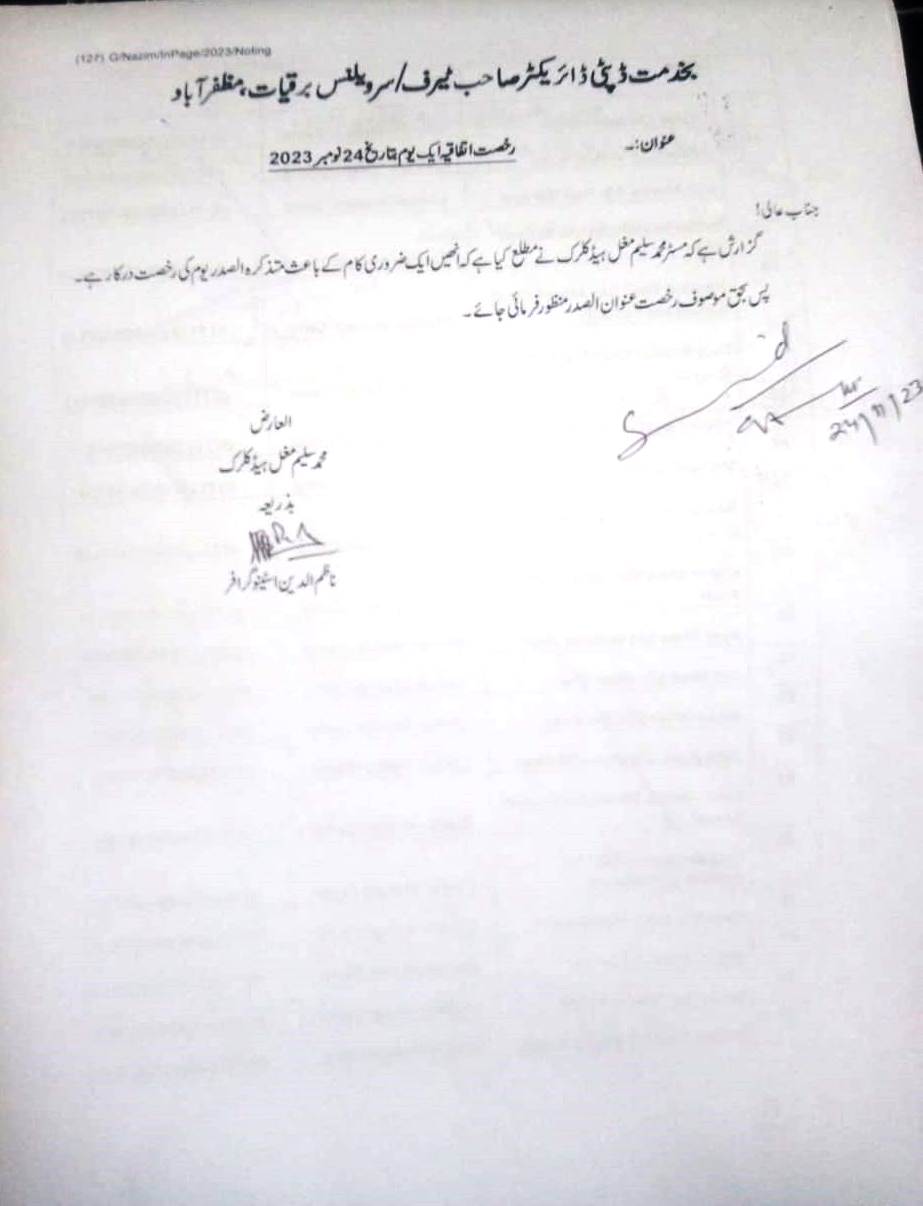 (127) G/Nazim/InPage/2023/Noting
بخدمت ڈپٹی ڈائریکٹر صاحب ٹیرف/سرویلنس برقیات، مظفرآباد
عنوان:۔ رخصت اتفاقیہ ایک یوم بتاریخ 24 نومبر 2023
جناب عالی!
گزارش ہے کہ مسٹر محمد سلیم مغل ہیڈ کلرک نے مطلع کیا ہے کہ انھیں ایک ضروری کام کے باعث متذکرہ الصدر یوم کی رخصت درکار ہے۔
پس بحق موصوف رخصت عنوان الصدر منظور فرمائی جائے۔
24/11/23
العارض
محمد سلیم مغل ہیڈ کلرک
بذریعہ
ناظم الدین اسٹینوگرافر